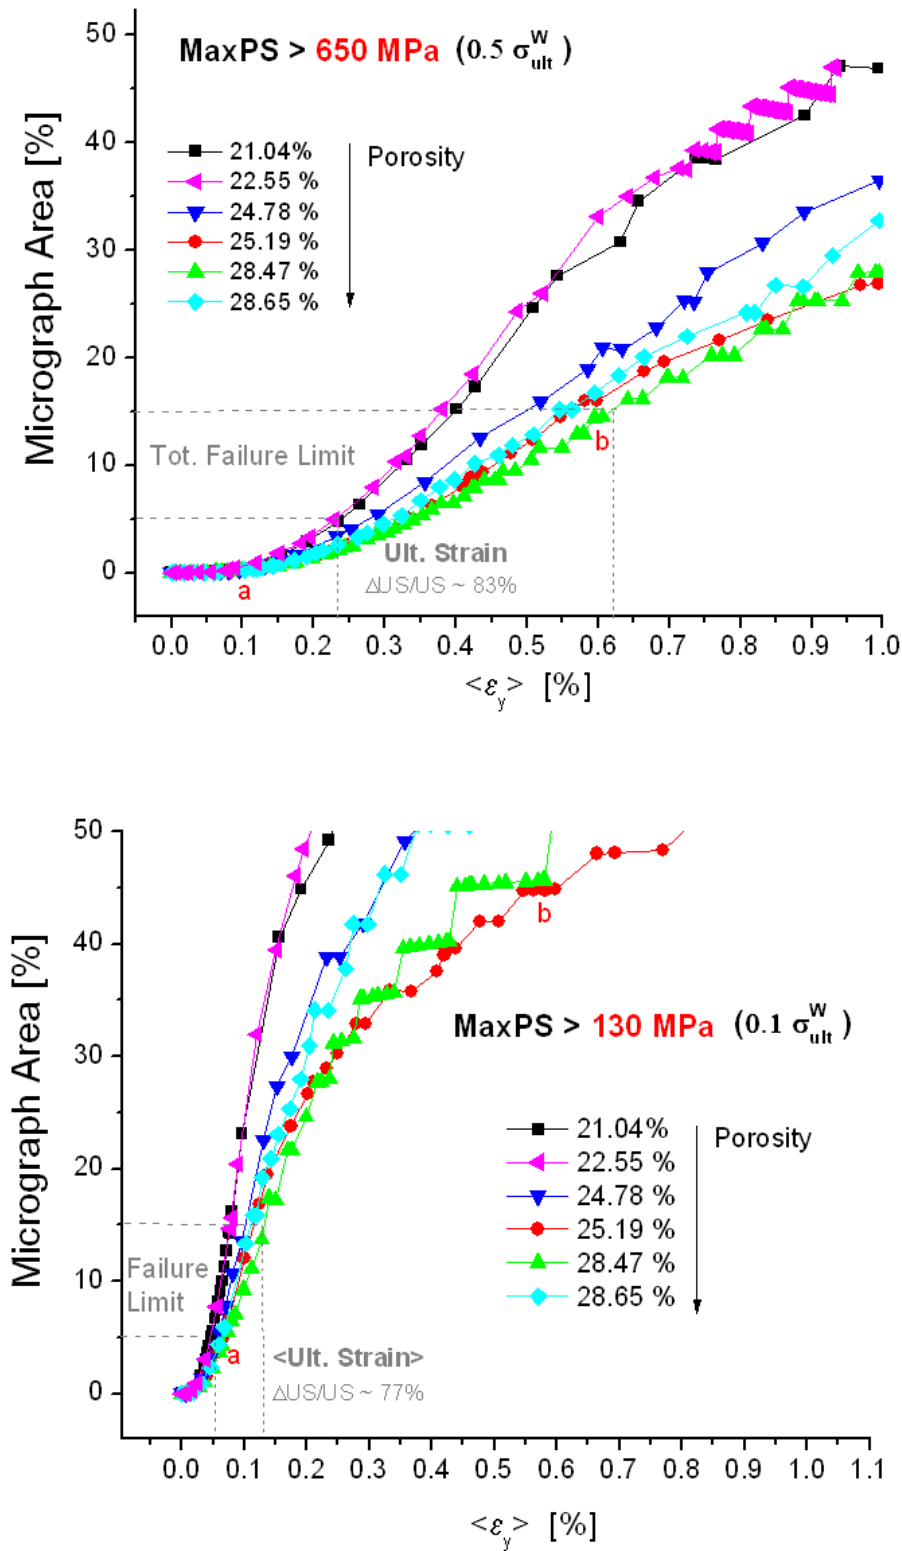 MaxPS > 650 MPa (0.5 σ_ult^W)
50
40
30
20
10
0
Micrograph Area [%]
21.04%
22.55 %
24.78 %
25.19 %
28.47 %
28.65 %
Porosity
Tot. Failure Limit
b
a
Ult. Strain
ΔUS/US ~ 83%
0.0 0.1 0.2 0.3 0.4 0.5 0.6 0.7 0.8 0.9 1.0
<ε_y> [%]
50
40
30
20
10
0
Micrograph Area [%]
b
MaxPS > 130 MPa (0.1 σ_ult^W)
21.04%
22.55 %
24.78 %
25.19 %
28.47 %
28.65 %
Porosity
Failure
Limit
a
<Ult. Strain>
ΔUS/US ~ 77%
0.0 0.1 0.2 0.3 0.4 0.5 0.6 0.7 0.8 0.9 1.0 1.1
<ε_y> [%]